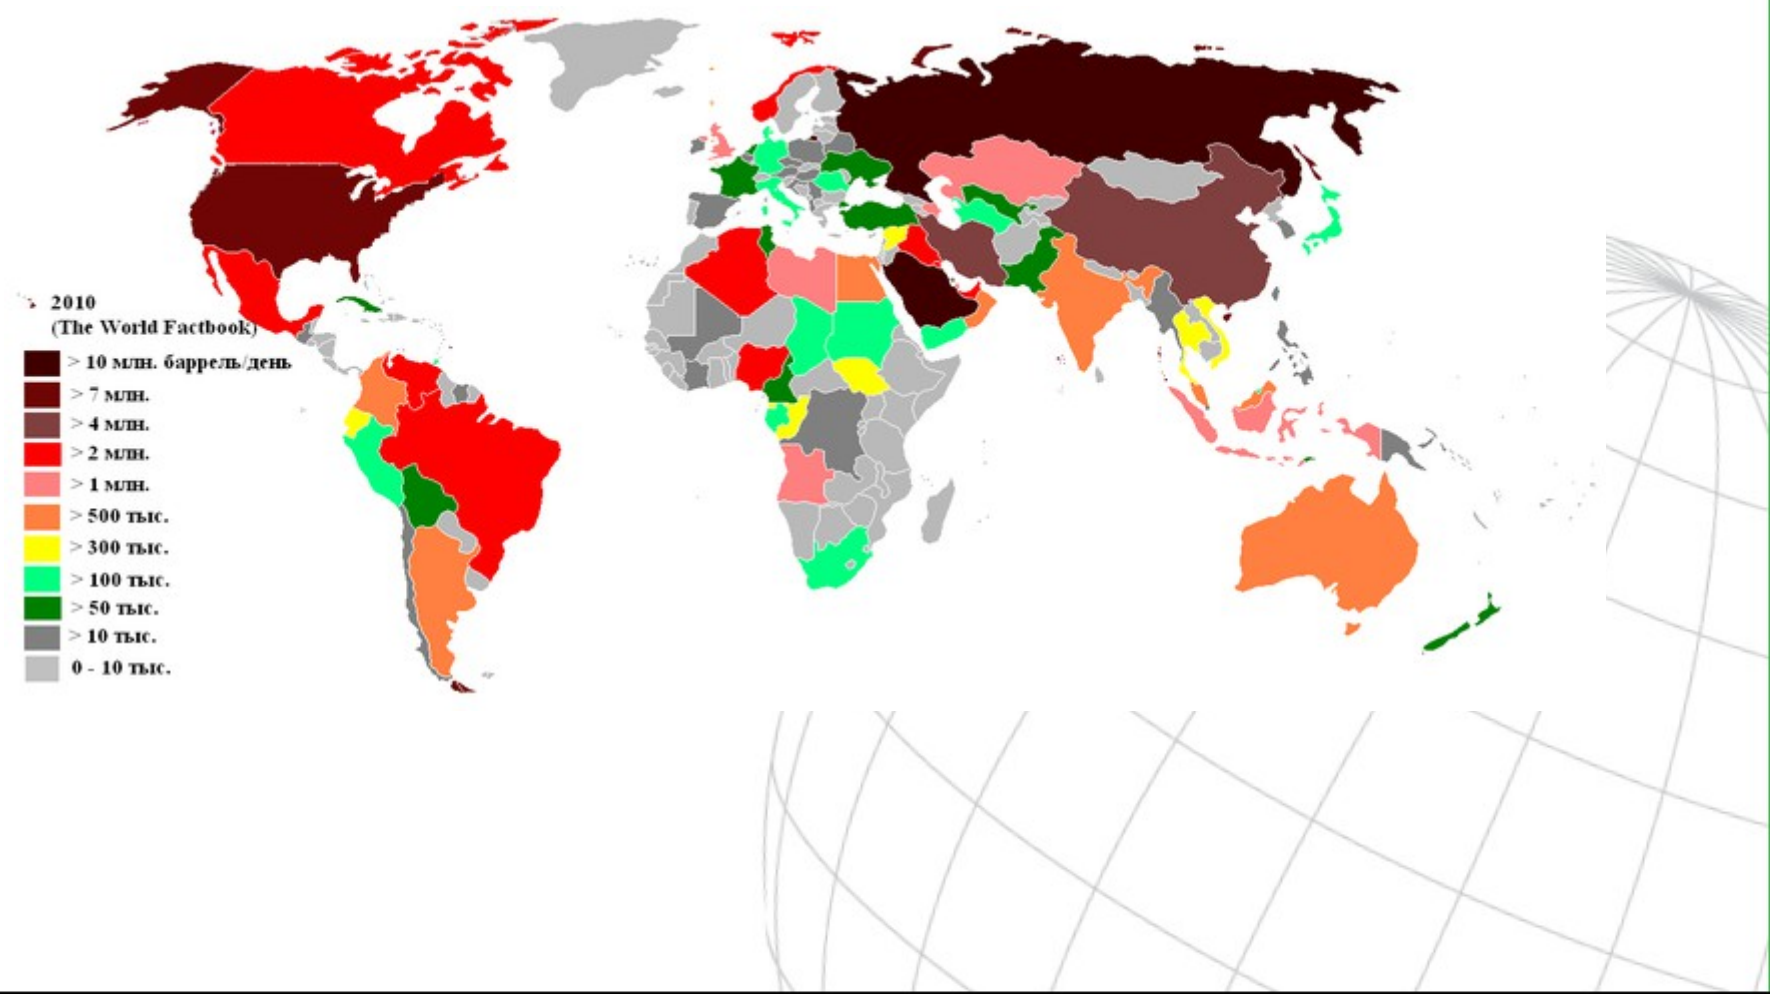 2010
(The World Factbook)
> 10 млн. баррель/день
> 7 млн.
> 4 млн.
> 2 млн.
> 1 млн.
> 500 тыс.
> 300 тыс.
> 100 тыс.
> 50 тыс.
> 10 тыс.
0 - 10 тыс.